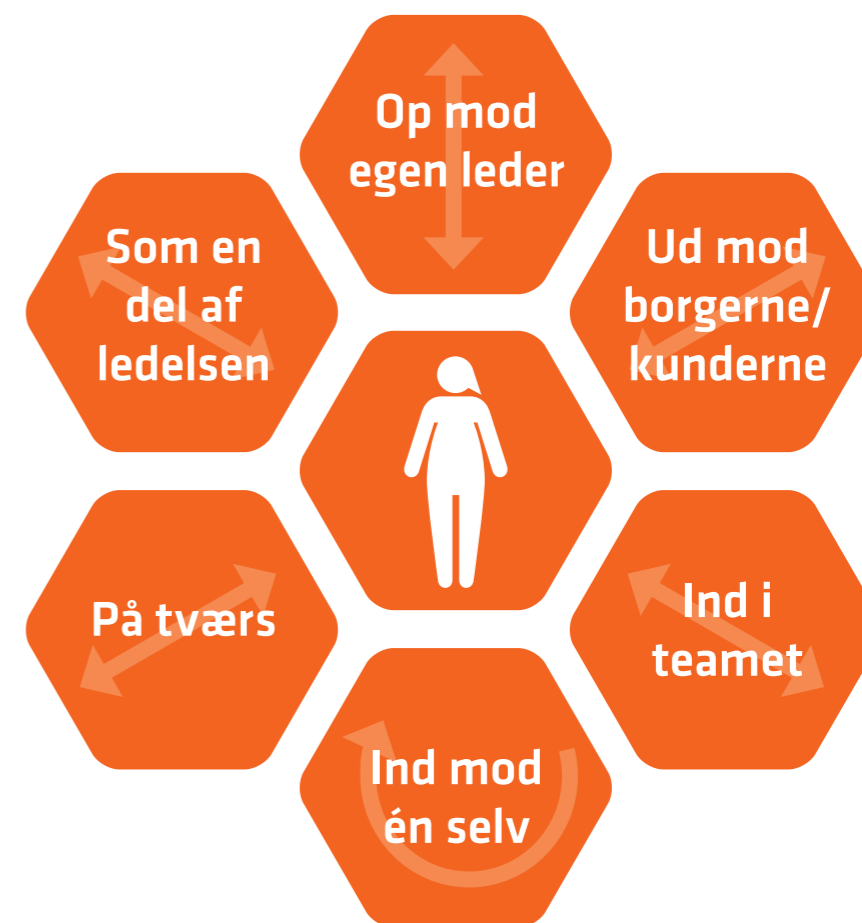 Op mod
egen leder
Som en
del af
ledelsen
Ud mod
borgerne/
kunderne
På tværs
Ind i
teamet
Ind mod
én selv